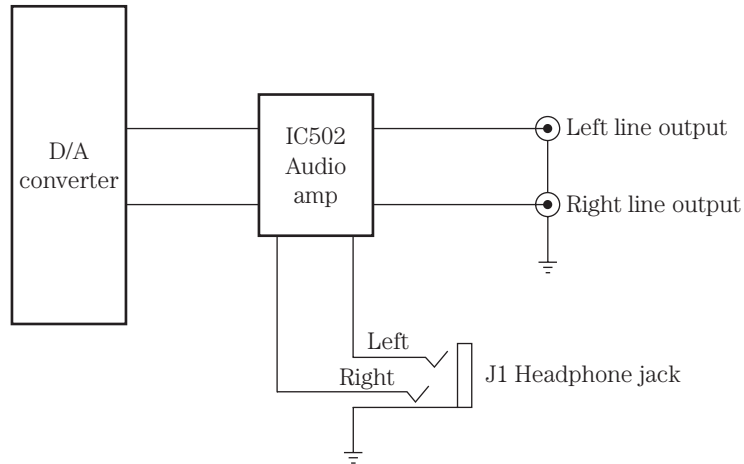 D/A
converter
IC502
Audio
amp
Left line output
Right line output
Left
Right
J1 Headphone jack